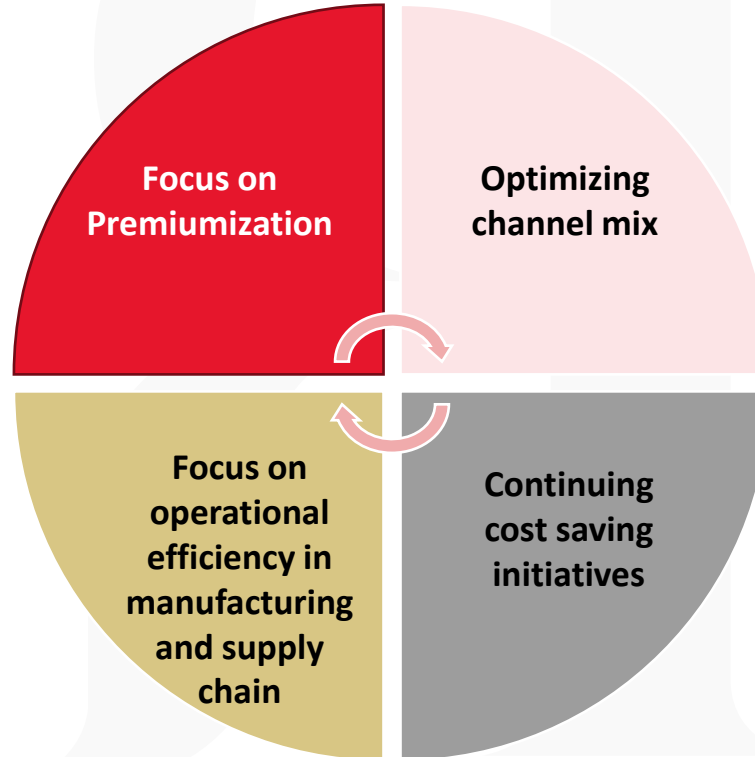 Focus on
Premiumization
Optimizing
channel mix
Focus on
operational
efficiency in
manufacturing
and supply
chain
Continuing
cost saving
initiatives